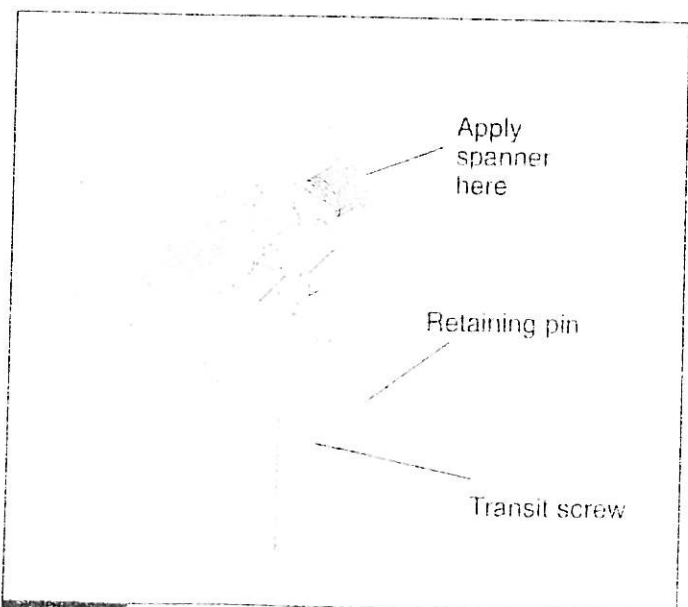 Apply
spanner
here
Retaining pin
Transit screw